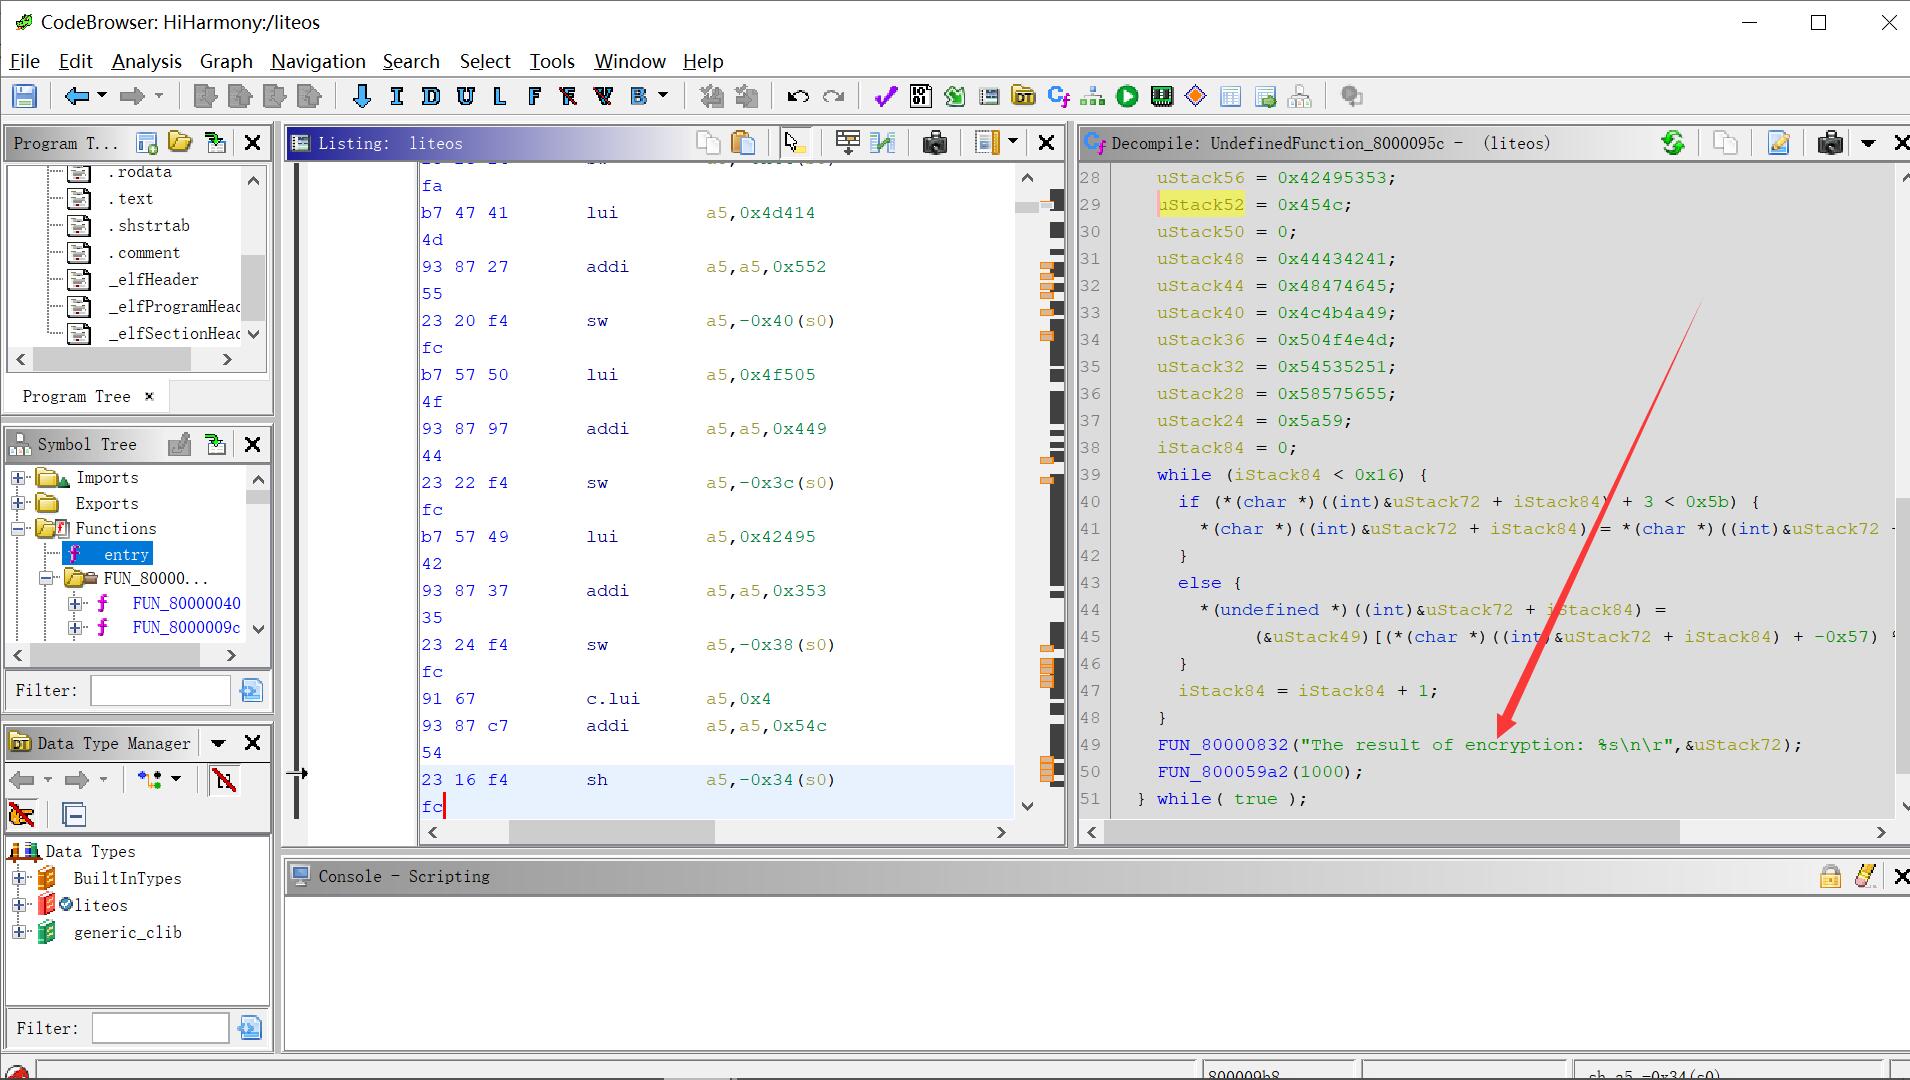 CodeBrowser: HiHarmony:/liteos
File Edit Analysis Graph Navigation Search Select Tools Window Help
I D U L F B
Program T...
.rodata
.text
.shstrtab
.comment
_elfHeader
_elfProgramHead
_elfSectionHead
Program Tree
Symbol Tree
Imports
Exports
Functions
entry
FUN_80000...
FUN_80000040
FUN_8000009c
Filter:
Data Type Manager
Data Types
BuiltInTypes
liteos
generic_clib
Filter:
Listing: liteos
fa
b7 47 41 lui a5,0x4d414
4d
93 87 27 addi a5,a5,0x552
55
23 20 f4 sw a5,-0x40(s0)
fc
b7 57 50 lui a5,0x4f505
4f
93 87 97 addi a5,a5,0x449
44
23 22 f4 sw a5,-0x3c(s0)
fc
b7 57 49 lui a5,0x42495
42
93 87 37 addi a5,a5,0x353
35
23 24 f4 sw a5,-0x38(s0)
fc
91 67 c.lui a5,0x4
93 87 c7 addi a5,a5,0x54c
54
23 16 f4 sh a5,-0x34(s0)
fc
Decompile: UndefinedFunction_8000095c - (liteos)
28 uStack56 = 0x42495353;
29 uStack52 = 0x454c;
30 uStack50 = 0;
31 uStack48 = 0x44434241;
32 uStack44 = 0x48474645;
33 uStack40 = 0x4c4b4a49;
34 uStack36 = 0x504f4e4d;
35 uStack32 = 0x54535251;
36 uStack28 = 0x58575655;
37 uStack24 = 0x5a59;
38 iStack84 = 0;
39 while (iStack84 < 0x16) {
40 if (*(char *)((int)&uStack72 + iStack84) + 3 < 0x5b) {
41 *(char *)((int)&uStack72 + iStack84) = *(char *)((int)&uStack72
42 }
43 else {
44 *(undefined *)((int)&uStack72 + iStack84) =
45 (&uStack49)[(*(char *)((int)&uStack72 + iStack84) + -0x57)
46 }
47 iStack84 = iStack84 + 1;
48 }
49 FUN_80000832("The result of encryption: %s\n\r",&uStack72);
50 FUN_800059a2(1000);
51 } while( true );
Console - Scripting
800009b8
sh a5,-0x34(s0)